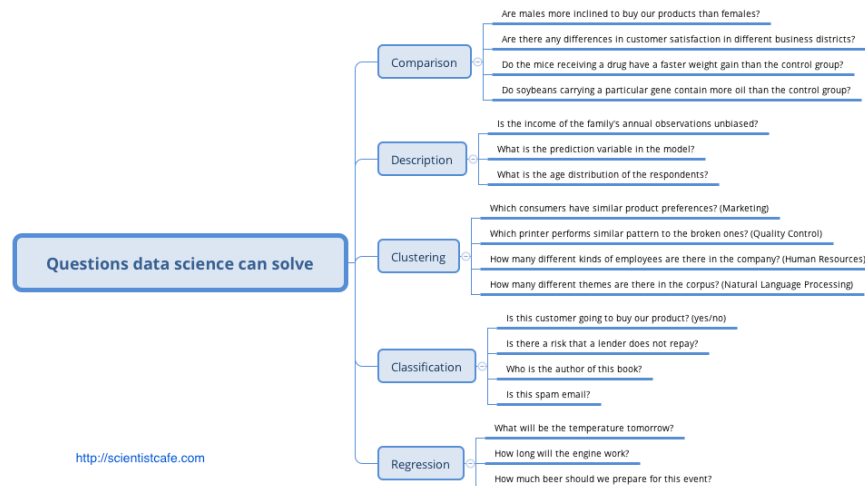 Questions data science can solve
Comparison
Are males more inclined to buy our products than females?
Are there any differences in customer satisfaction in different business districts?
Do the mice receiving a drug have a faster weight gain than the control group?
Do soybeans carrying a particular gene contain more oil than the control group?
Description
Is the income of the family's annual observations unbiased?
What is the prediction variable in the model?
What is the age distribution of the respondents?
Clustering
Which consumers have similar product preferences? (Marketing)
Which printer performs similar pattern to the broken ones? (Quality Control)
How many different kinds of employees are there in the company? (Human Resources)
How many different themes are there in the corpus? (Natural Language Processing)
Classification
Is this customer going to buy our product? (yes/no)
Is there a risk that a lender does not repay?
Who is the author of this book?
Is this spam email?
Regression
What will be the temperature tomorrow?
How long will the engine work?
How much beer should we prepare for this event?
http://scientistcafe.com